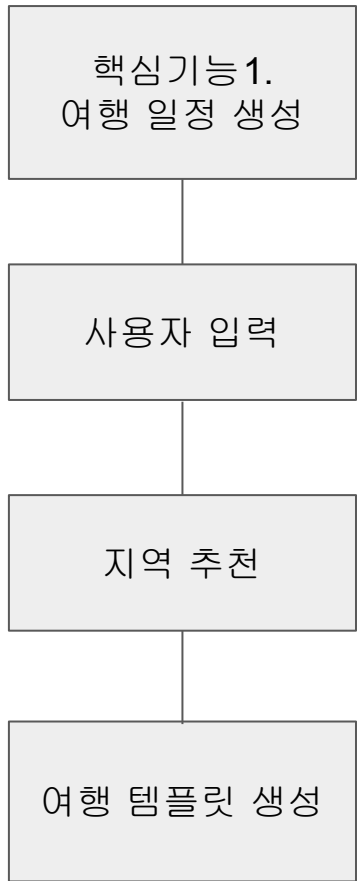 핵심기능1.
여행 일정 생성
사용자 입력
지역 추천
여행 템플릿 생성